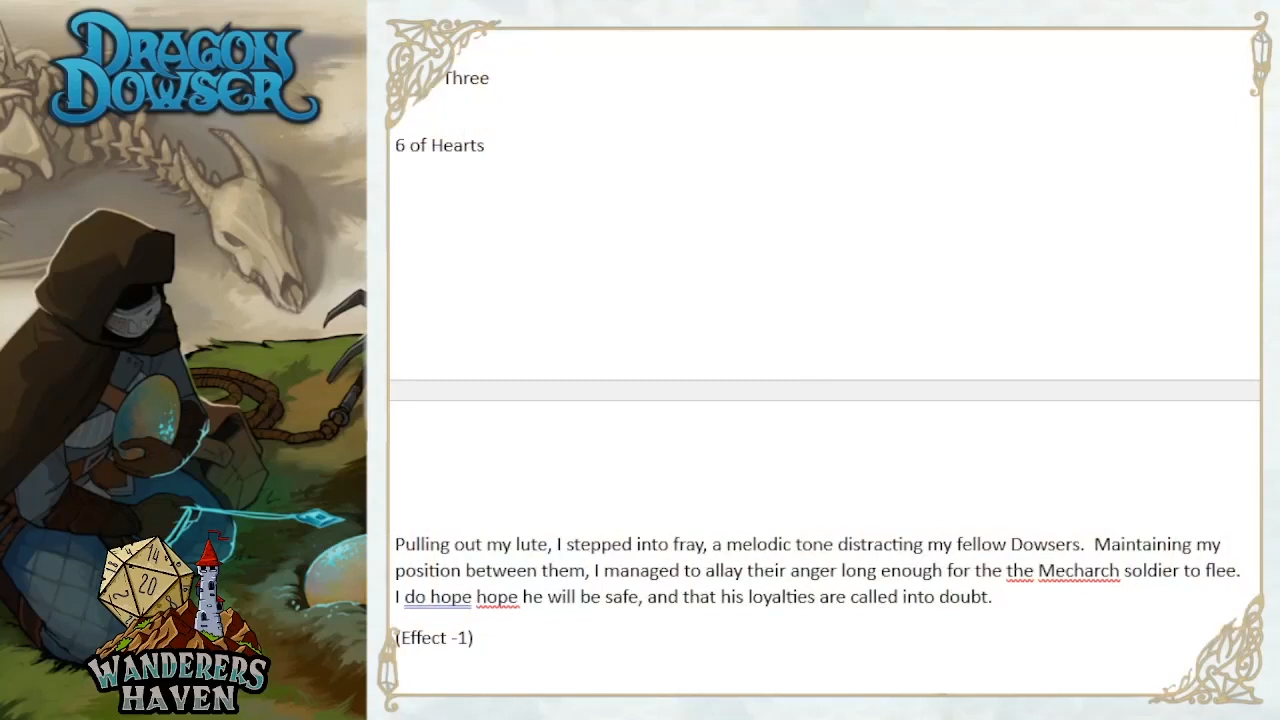 DRAGON
DOWSER
Three
6 of Hearts
Pulling out my lute, I stepped into fray, a melodic tone distracting my fellow Dowsers.  Maintaining my
position between them, I managed to allay their anger long enough for the the Mecharch soldier to flee.
I do hope hope he will be safe, and that his loyalties are called into doubt.
(Effect -1)
14
20
WANDERERS
HAVEN